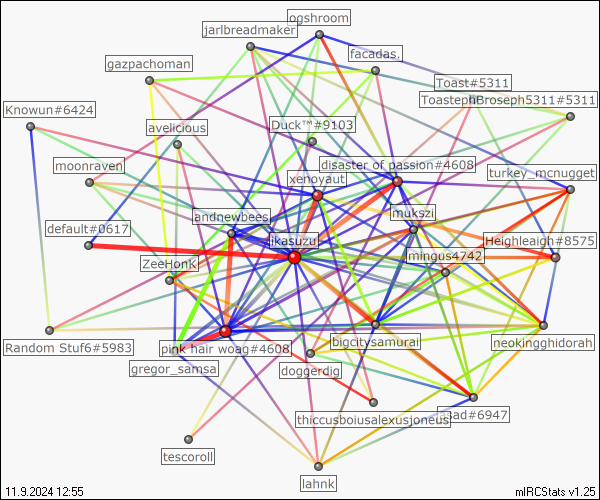 ogshroom
jarlbreadmaker
facadas.
gazpachoman
Toast#5311
ToastephBroseph5311#5311
Knowun#6424
avelicious
Duck™#9103
moonraven
disaster of passion#4608
xenoyaut
turkey_mcnugget
andnewbees
mukszi
default#0617
ikasuzu
Heighleaigh#8575
ZeeHonk
mingus4742
Random Stuf6#5983
pink hair woag#4608
bigcitysamurai
neokingghidorah
gregor_samsa
doggerdig
thiccusboiusalexusjoneus
#6947
tescoroll
lahnk
11.9.2024 12:55
mIRCStats v1.25